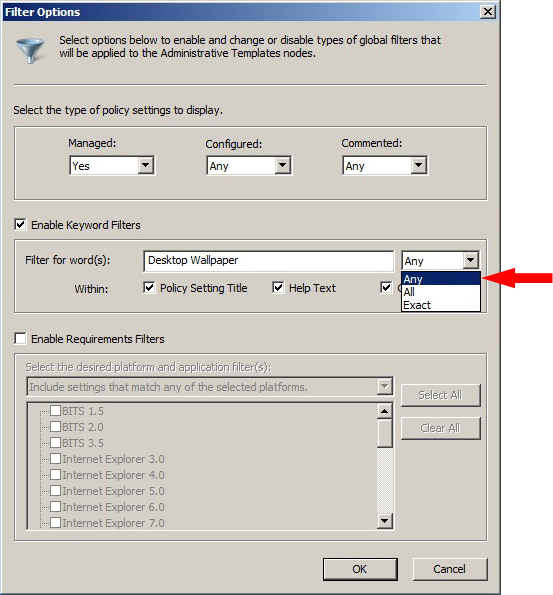 Filter Options
Select options below to enable and change or disable types of global filters that
will be applied to the Administrative Templates nodes.
Select the type of policy settings to display.
Managed: Configured: Commented:
Yes Any Any
Enable Keyword Filters
Filter for word(s): Desktop Wallpaper Any
Any
All
Exact
Within: Policy Setting Title Help Text
Enable Requirements Filters
Select the desired platform and application filter(s):
Include settings that match any of the selected platforms. Select All
BITS 1.5
BITS 2.0 Clear All
BITS 3.5
Internet Explorer 3.0
Internet Explorer 4.0
Internet Explorer 5.0
Internet Explorer 6.0
Internet Explorer 7.0
OK Cancel